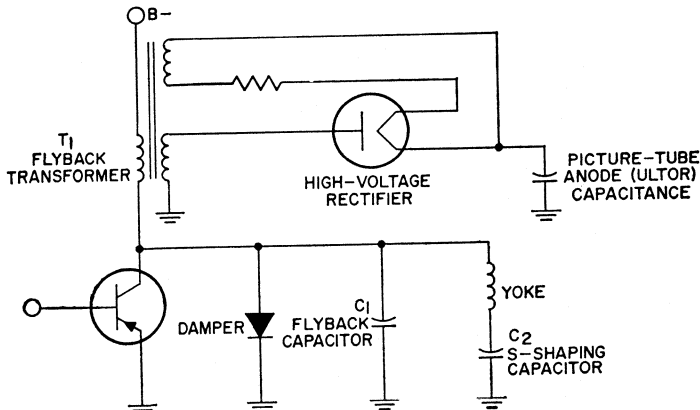 B-
T1
FLYBACK
TRANSFORMER
HIGH-VOLTAGE
RECTIFIER
PICTURE-TUBE
ANODE (ULTOR)
CAPACITANCE
DAMPER
C1
FLYBACK
CAPACITOR
YOKE
C2
S-SHAPING
CAPACITOR